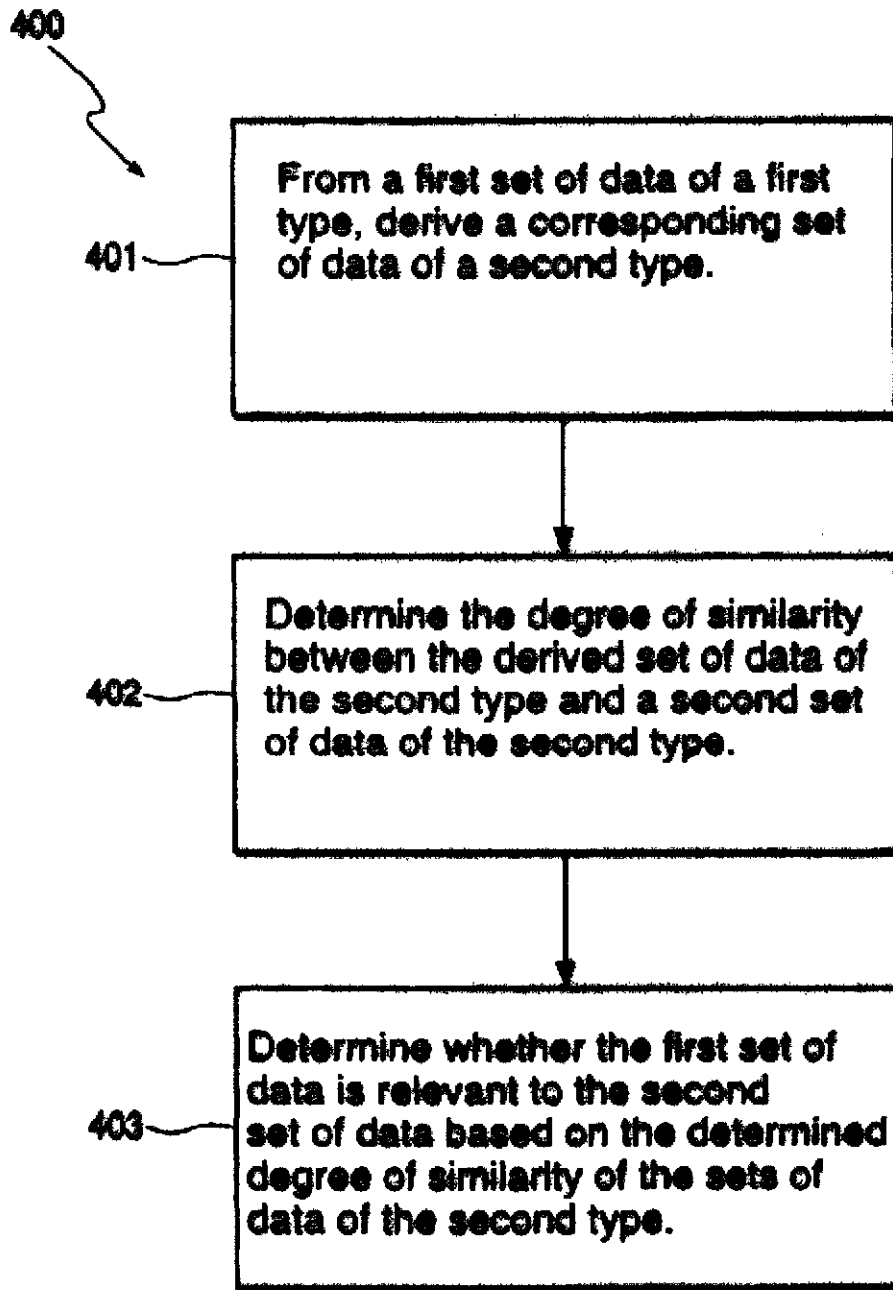 400
From a first set of data of a first
type, derive a corresponding set
of data of a second type.
401
Determine the degree of similarity
between the derived set of data of
the second type and a second set
of data of the second type.
402
Determine whether the first set of
data is relevant to the second
set of data based on the determined
degree of similarity of the sets of
data of the second type.
403